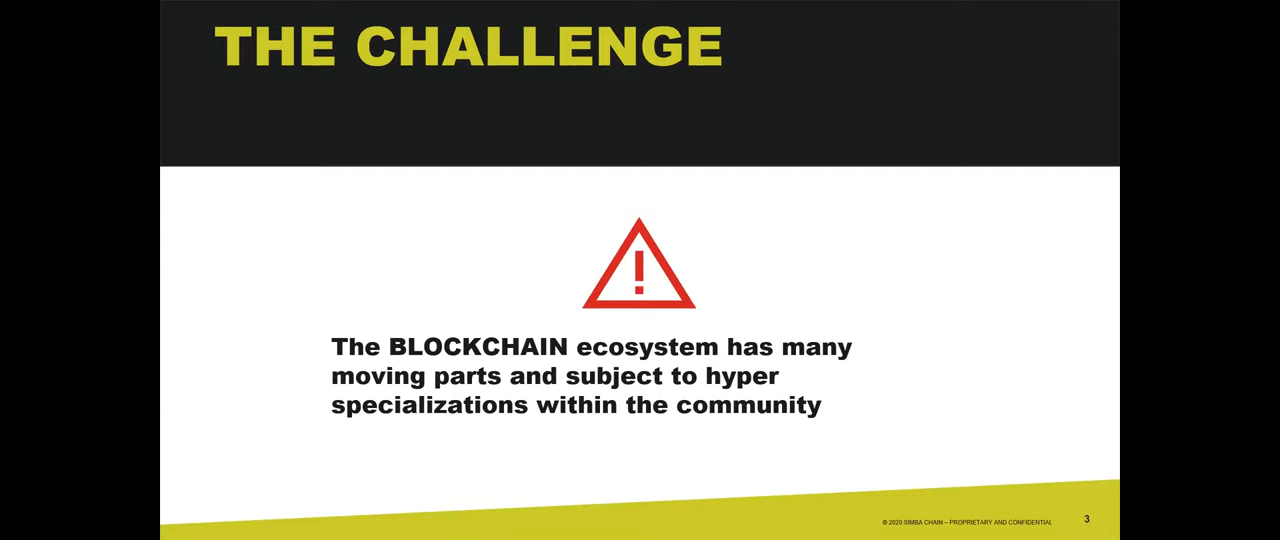 THE CHALLENGE
!
The BLOCKCHAIN ecosystem has many
moving parts and subject to hyper
specializations within the community
© 2020 SIMBA CHAIN – PROPRIETARY AND CONFIDENTIAL
3